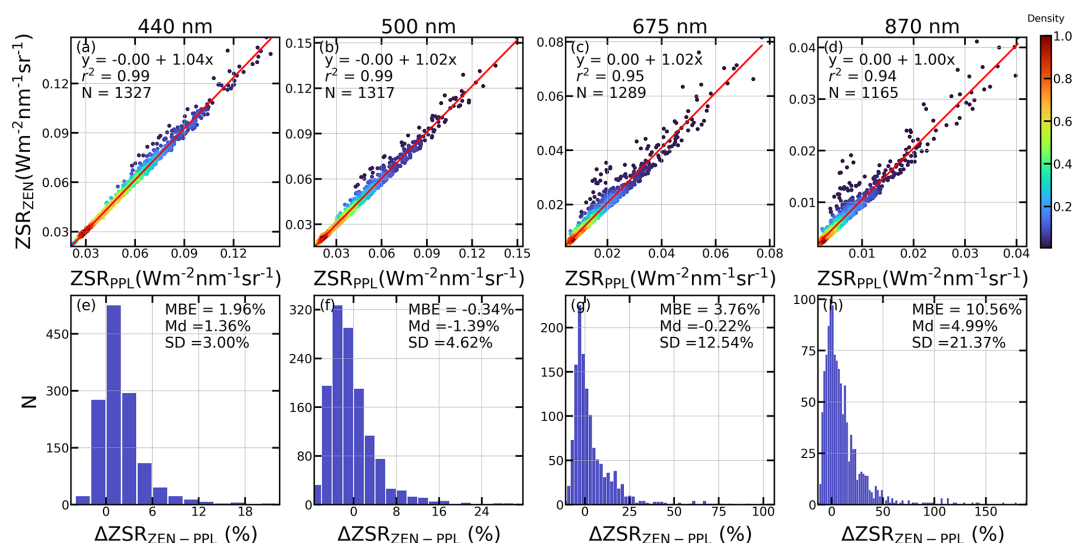 440 nm
500 nm
675 nm
870 nm
Density
(a)
y = -0.00 + 1.04x
r² = 0.99
N = 1327
(b)
y = -0.00 + 1.02x
r² = 0.99
N = 1317
(c)
y = 0.00 + 1.02x
r² = 0.95
N = 1289
(d)
y = 0.00 + 1.00x
r² = 0.94
N = 1165
ZSR_ZEN(Wm⁻²nm⁻¹sr⁻¹)
0.12
0.09
0.06
0.03
0.03 0.06 0.09 0.12
0.15
0.12
0.09
0.06
0.03
0.03 0.06 0.09 0.12 0.15
0.08
0.06
0.04
0.02
0.02 0.04 0.06 0.08
0.04
0.03
0.02
0.01
0.01 0.02 0.03 0.04
1.0
0.8
0.6
0.4
0.2
ZSR_PPL(Wm⁻²nm⁻¹sr⁻¹)
ZSR_PPL(Wm⁻²nm⁻¹sr⁻¹)
ZSR_PPL(Wm⁻²nm⁻¹sr⁻¹)
ZSR_PPL(Wm⁻²nm⁻¹sr⁻¹)
(e)
MBE = 1.96%
Md =1.36%
SD =3.00%
(f)
MBE = -0.34%
Md =-1.39%
SD =4.62%
(g)
MBE = 3.76%
Md =-0.22%
SD =12.54%
(h)
MBE = 10.56%
Md =4.99%
SD =21.37%
N
450
300
150
0
0 6 12 18
320
240
160
80
0
0 8 16 24
200
150
100
50
0
0 25 50 75 100
100
75
50
25
0
0 50 100 150
ΔZSR_ZEN − PPL (%)
ΔZSR_ZEN − PPL (%)
ΔZSR_ZEN − PPL (%)
ΔZSR_ZEN − PPL (%)